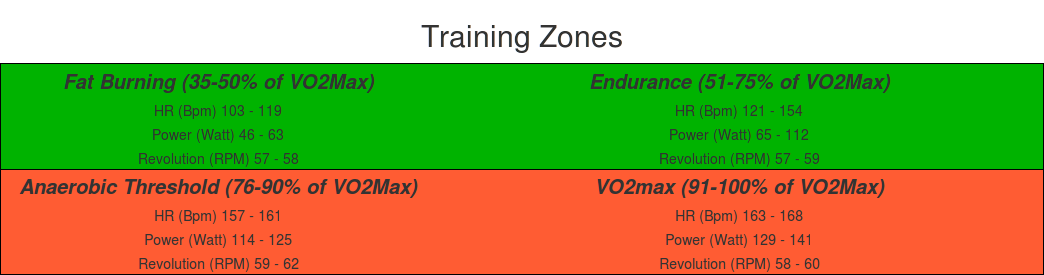 Training Zones
Fat Burning (35-50% of VO2Max)
HR (Bpm) 103 - 119
Power (Watt) 46 - 63
Revolution (RPM) 57 - 58
Endurance (51-75% of VO2Max)
HR (Bpm) 121 - 154
Power (Watt) 65 - 112
Revolution (RPM) 57 - 59
Anaerobic Threshold (76-90% of VO2Max)
HR (Bpm) 157 - 161
Power (Watt) 114 - 125
Revolution (RPM) 59 - 62
VO2max (91-100% of VO2Max)
HR (Bpm) 163 - 168
Power (Watt) 129 - 141
Revolution (RPM) 58 - 60